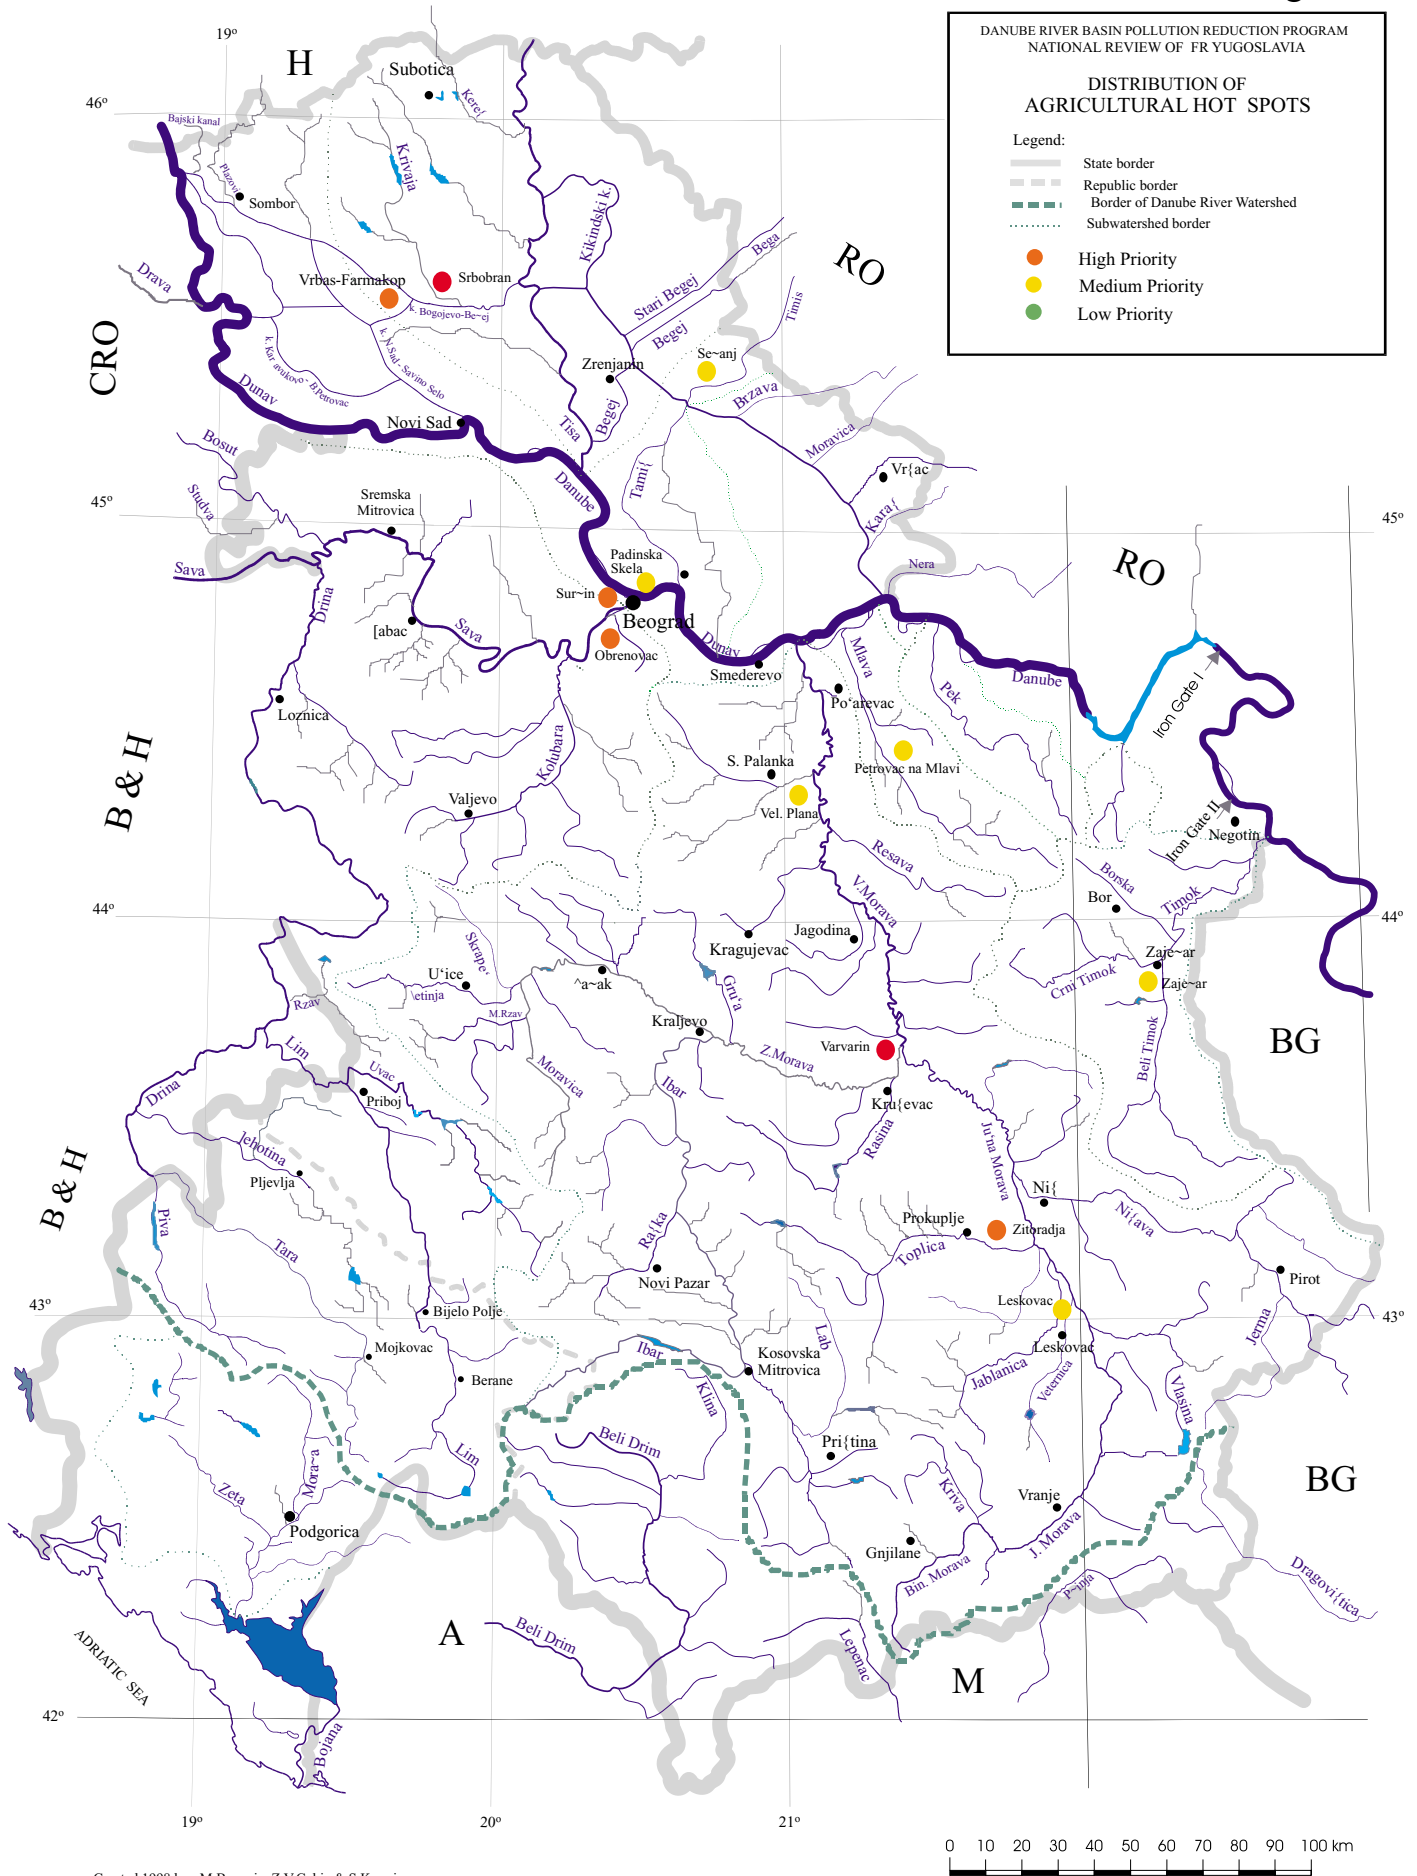 DANUBE RIVER BASIN POLLUTION REDUCTION PROGRAM
NATIONAL REVIEW OF FR YUGOSLAVIA
DISTRIBUTION OF
AGRICULTURAL HOT SPOTS
Legend:
State border
Republic border
Border of Danube River Watershed
Subwatershed border
High Priority
Medium Priority
Low Priority
19º
H
Subotica
46º
Kere{
Bajski kanal
Krivaja
Plazovi
Sombor
Kikindski k.
Bega
RO
Drava
Vrbas-Farmakop
Srbobran
Stari Begej
Timis
k. Bogojevo-Be~ej
Begej
CRO
k. Kar avukovo - B.Petrovac
k. N.Sad - Savino Selo
Zrenjanin
Se~anj
Dunav
Brzava
Novi Sad
Tisa
Begej
Moravica
Bosut
Tami{
Vr{ac
Danube
Studva
Sremska
Mitrovica
45º
45º
Kara{
RO
Padinska
Skela
Nera
Sava
Drina
Sur~in
Beograd
[abac
Sava
Obrenovac
Dunav
Smederevo
Mlava
Danube
Pek
Iron Gate I
Loznica
Po‘arevac
Kolubara
B & H
S. Palanka
Petrovac na Mlavi
Valjevo
Vel. Plana
Iron Gate II
Negotin
Resava
Borska
V.Morava
Bor
Timok
44º
44º
Jagodina
Kragujevac
Skrape‘
Zaje~ar
U‘ice
^a~ak
Gru‘a
Crni Timok
Zaje~ar
\etinja
Rzav
M.Rzav
Kraljevo
BG
Lim
Varvarin
Z.Morava
Beli Timok
Uvac
Moravica
Ibar
Drina
Priboj
Kru{evac
Rasina
Ju‘na Morava
]ehotina
B & H
Pljevlja
Ni{
Piva
Ra{ka
Prokuplje
Zitoradja
Ni{ava
Tara
Toplica
Novi Pazar
Pirot
43º
43º
Bijelo Polje
Leskovac
Jerma
Lab
Mojkovac
Ibar
Kosovska
Mitrovica
Leskovac
Berane
Jablanica
Veternica
Klina
Vlasina
Beli Drim
Pri{tina
Lim
Mora~a
BG
Zeta
Kriva
Vranje
Podgorica
Gnjilane
J. Morava
Bin. Morava
P~inja
Dragovi{tica
A
Beli Drim
ADRIATIC SEA
Lepenac
M
42º
Bojana
19º
20º
21º
0 10 20 30 40 50 60 70 80 90 100 km